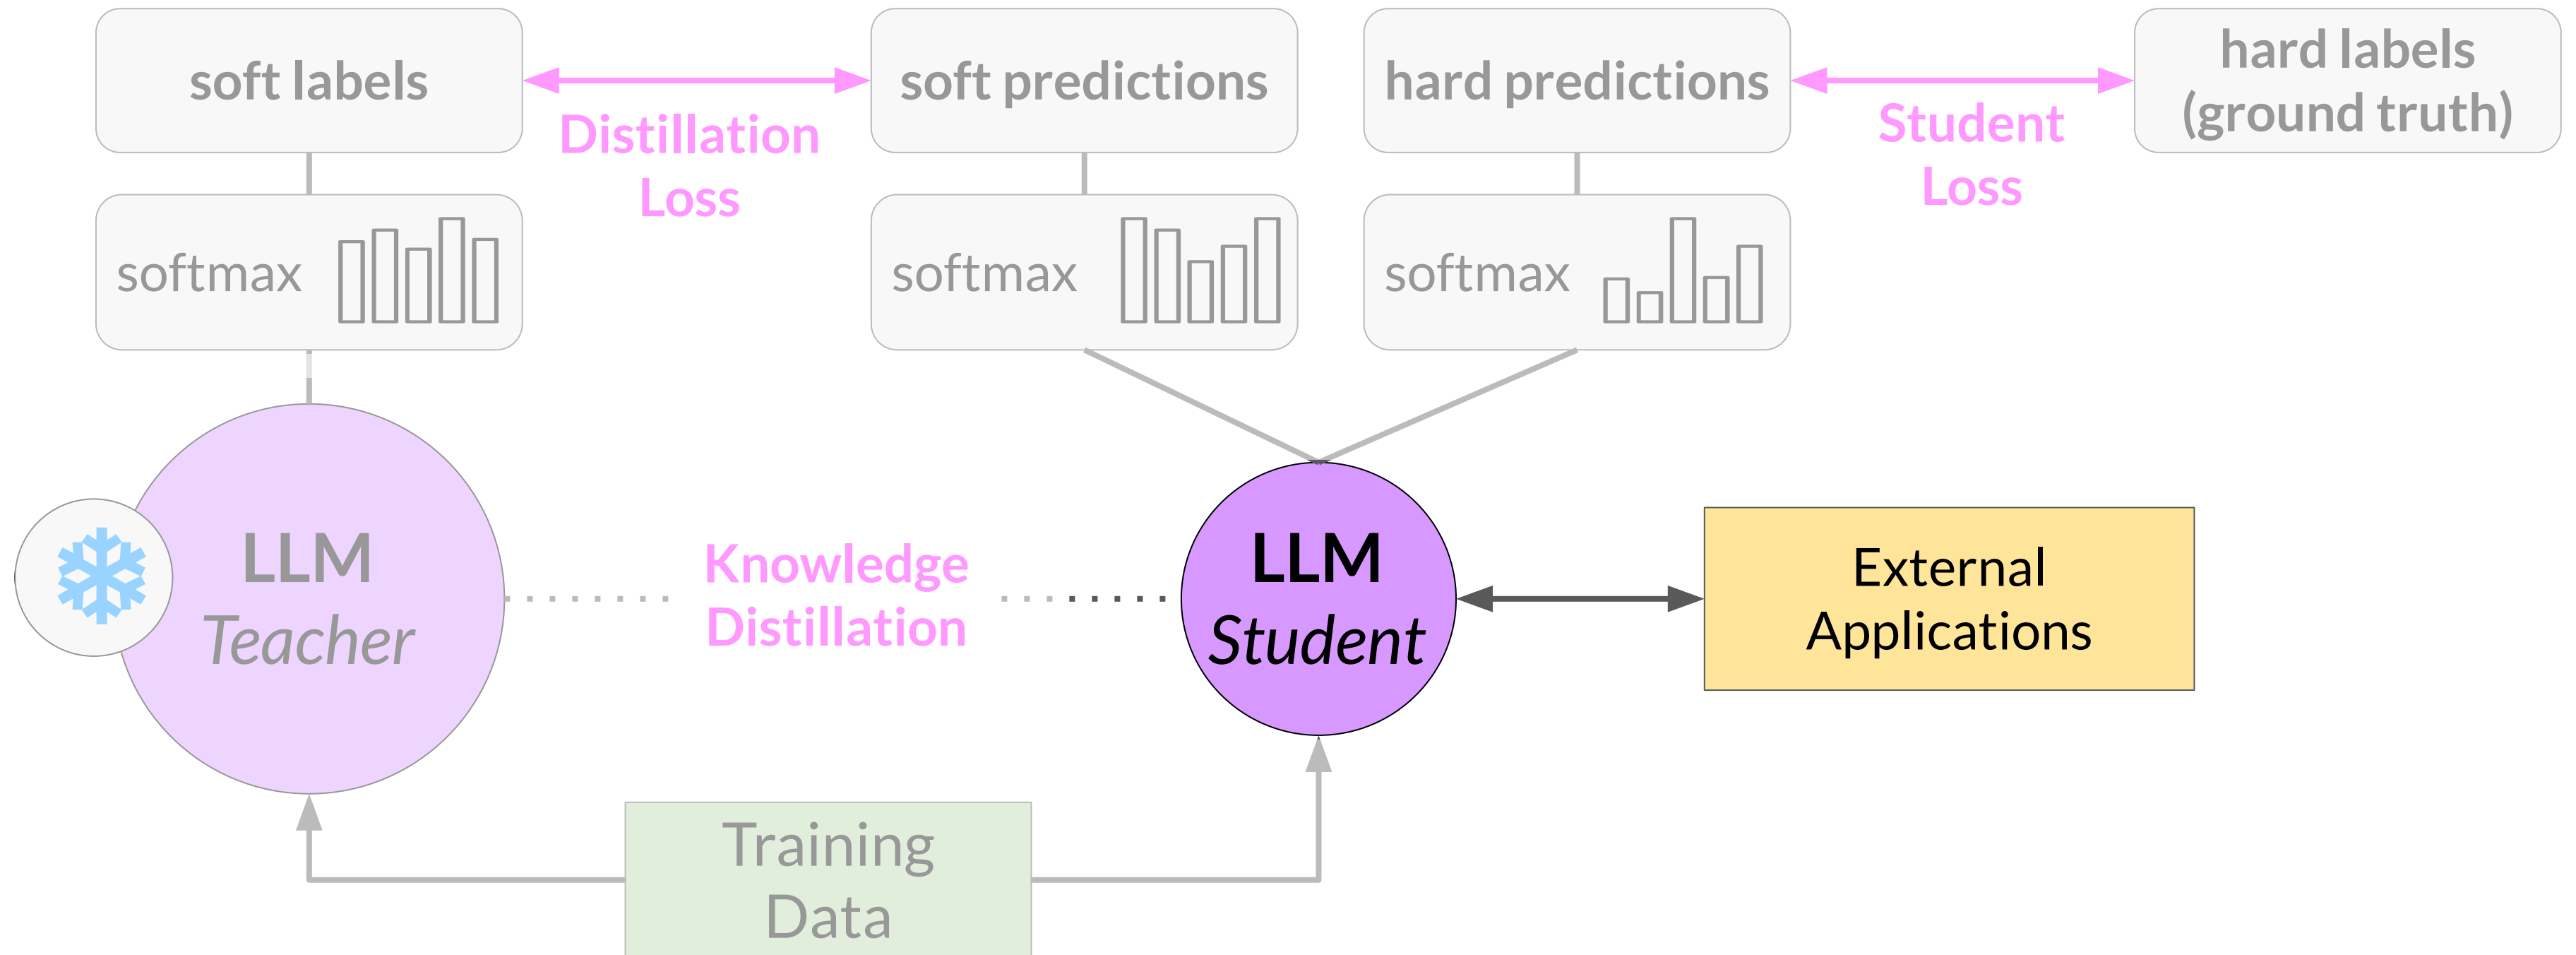 soft labels
Distillation
Loss
soft predictions
hard predictions
Student
Loss
hard labels
(ground truth)
softmax
softmax
softmax
LLM
Teacher
Knowledge
Distillation
LLM
Student
External
Applications
Training
Data